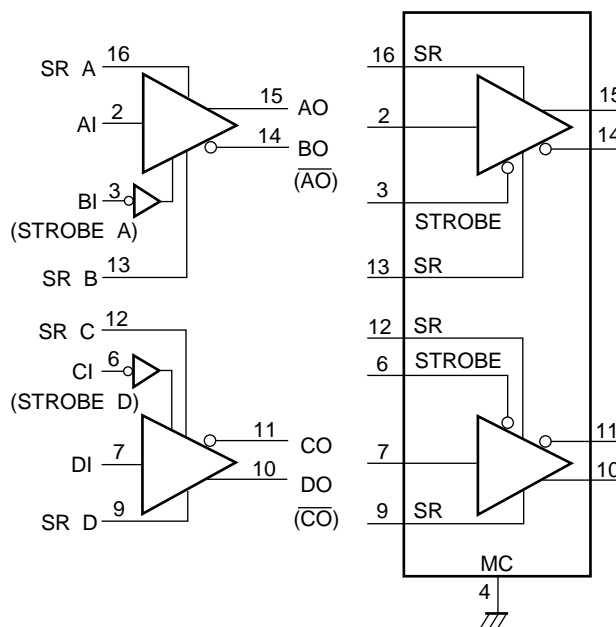 SR A 16
AI 2
15 AO
14 BO
(AO)
BI 3
(STROBE A)
SR B 13
SR C 12
CI 6
(STROBE D)
11 CO
DI 7
10 DO
(CO)
SR D 9
16 SR
15
2
14
3
STROBE
13 SR
12 SR
6 STROBE
11
7
10
9 SR
MC
4